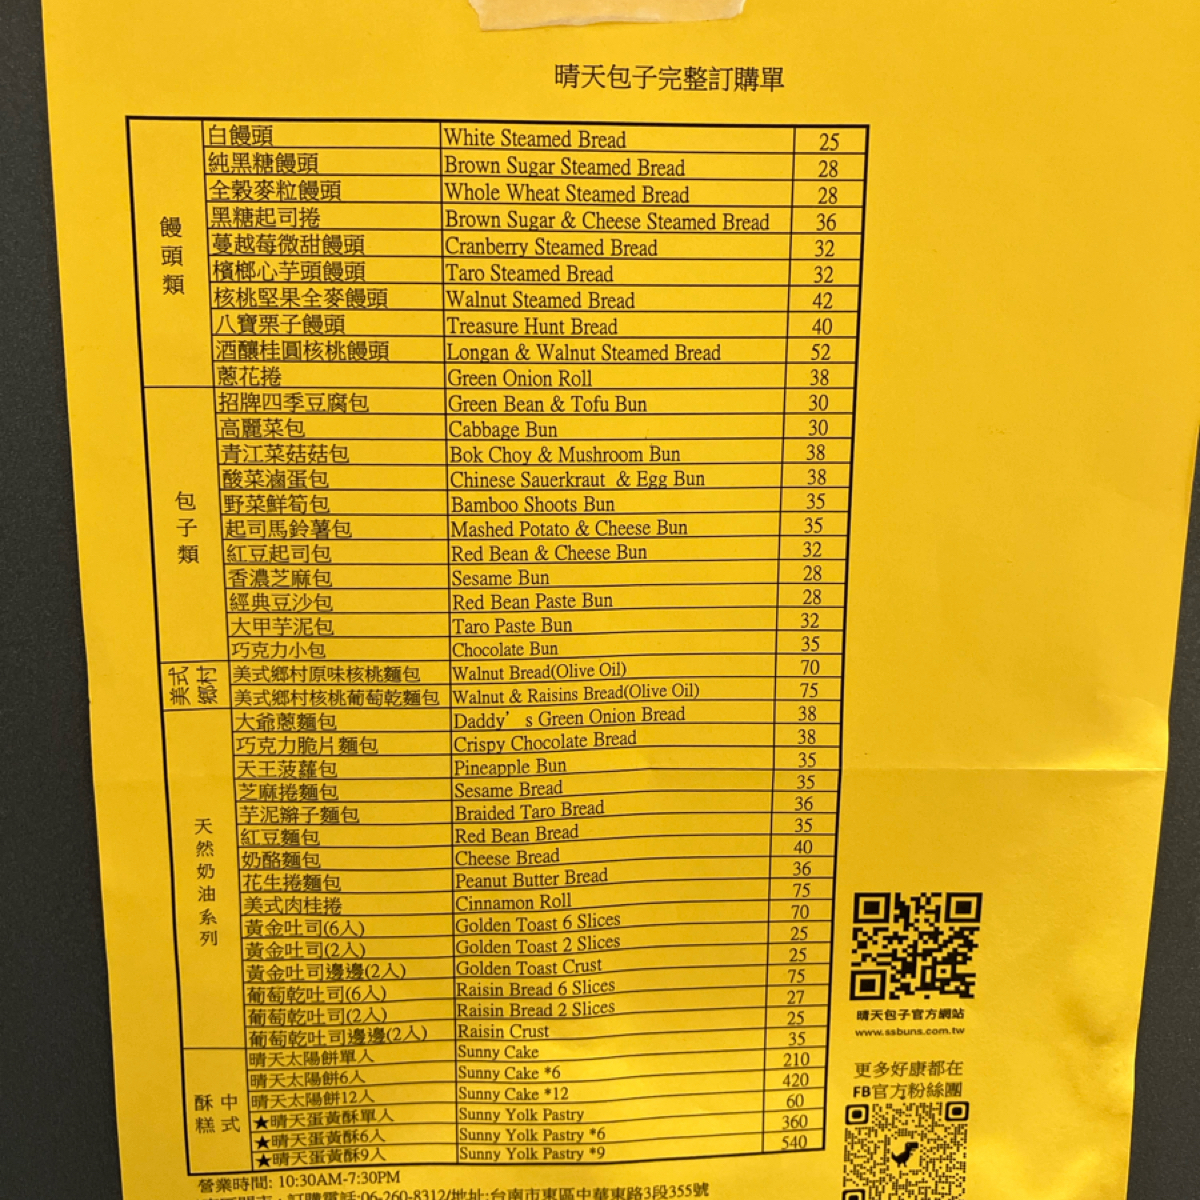 晴天包子完整訂購單
饅頭類
白饅頭 White Steamed Bread 25
純黑糖饅頭 Brown Sugar Steamed Bread 28
全穀麥粒饅頭 Whole Wheat Steamed Bread 28
黑糖起司捲 Brown Sugar & Cheese Steamed Bread 36
蔓越莓微甜饅頭 Cranberry Steamed Bread 32
檳榔心芋頭饅頭 Taro Steamed Bread 32
核桃堅果全麥饅頭 Walnut Steamed Bread 42
八寶栗子饅頭 Treasure Hunt Bread 40
酒釀桂圓核桃饅頭 Longan & Walnut Steamed Bread 52
蔥花捲 Green Onion Roll 38
包子類
招牌四季豆腐包 Green Bean & Tofu Bun 30
高麗菜包 Cabbage Bun 30
青江菜菇菇包 Bok Choy & Mushroom Bun 38
酸菜滷蛋包 Chinese Sauerkraut & Egg Bun 38
野菜鮮筍包 Bamboo Shoots Bun 35
起司馬鈴薯包 Mashed Potato & Cheese Bun 35
紅豆起司包 Red Bean & Cheese Bun 32
香濃芝麻包 Sesame Bun 28
經典豆沙包 Red Bean Paste Bun 28
大甲芋泥包 Taro Paste Bun 32
巧克力小包 Chocolate Bun 35
美式鄉村
美式鄉村原味核桃麵包 Walnut Bread(Olive Oil) 70
美式鄉村核桃葡萄乾麵包 Walnut & Raisins Bread(Olive Oil) 75
天然奶油系列
大爺蔥麵包 Daddy’s Green Onion Bread 38
巧克力脆片麵包 Crispy Chocolate Bread 38
天王菠蘿包 Pineapple Bun 35
芝麻捲麵包 Sesame Bread 35
芋泥辮子麵包 Braided Taro Bread 36
紅豆麵包 Red Bean Bread 35
奶酪麵包 Cheese Bread 40
花生捲麵包 Peanut Butter Bread 36
美式肉桂捲 Cinnamon Roll 75
黃金吐司(6入) Golden Toast 6 Slices 70
黃金吐司(2入) Golden Toast 2 Slices 25
黃金吐司邊邊(2入) Golden Toast Crust 25
葡萄乾吐司(6入) Raisin Bread 6 Slices 75
葡萄乾吐司(2入) Raisin Bread 2 Slices 27
葡萄乾吐司邊邊(2入) Raisin Crust 25
中式酥糕
晴天太陽餅單入 Sunny Cake 35
晴天太陽餅6入 Sunny Cake *6 210
晴天太陽餅12入 Sunny Cake *12 420
★晴天蛋黃酥單入 Sunny Yolk Pastry 60
★晴天蛋黃酥6入 Sunny Yolk Pastry *6 360
★晴天蛋黃酥9入 Sunny Yolk Pastry *9 540
晴天包子官方網站
www.ssbuns.com.tw
更多好康都在
FB官方粉絲團
營業時間: 10:30AM-7:30PM
訂購電話:06-260-8312/地址:台南市東區中華東路3段355號